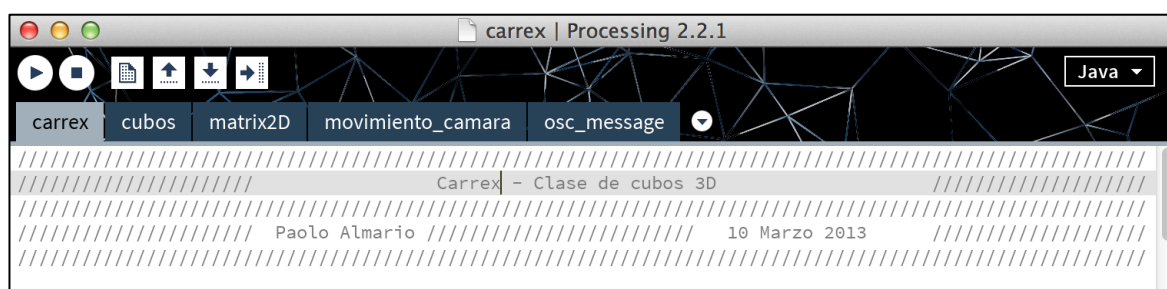 carrex | Processing 2.2.1
Java
carrex cubos matrix2D movimiento_camara osc_message
//////////////////////////////////////////////////////////////////////////////////////////////////////////
////////////////////// Carrex - Clase de cubos 3D ////////////////////
//////////////////////////////////////////////////////////////////////////////////////////////////////////
////////////////////// Paolo Almario ///////////////////////// 10 Marzo 2013 ////////////////////
//////////////////////////////////////////////////////////////////////////////////////////////////////////